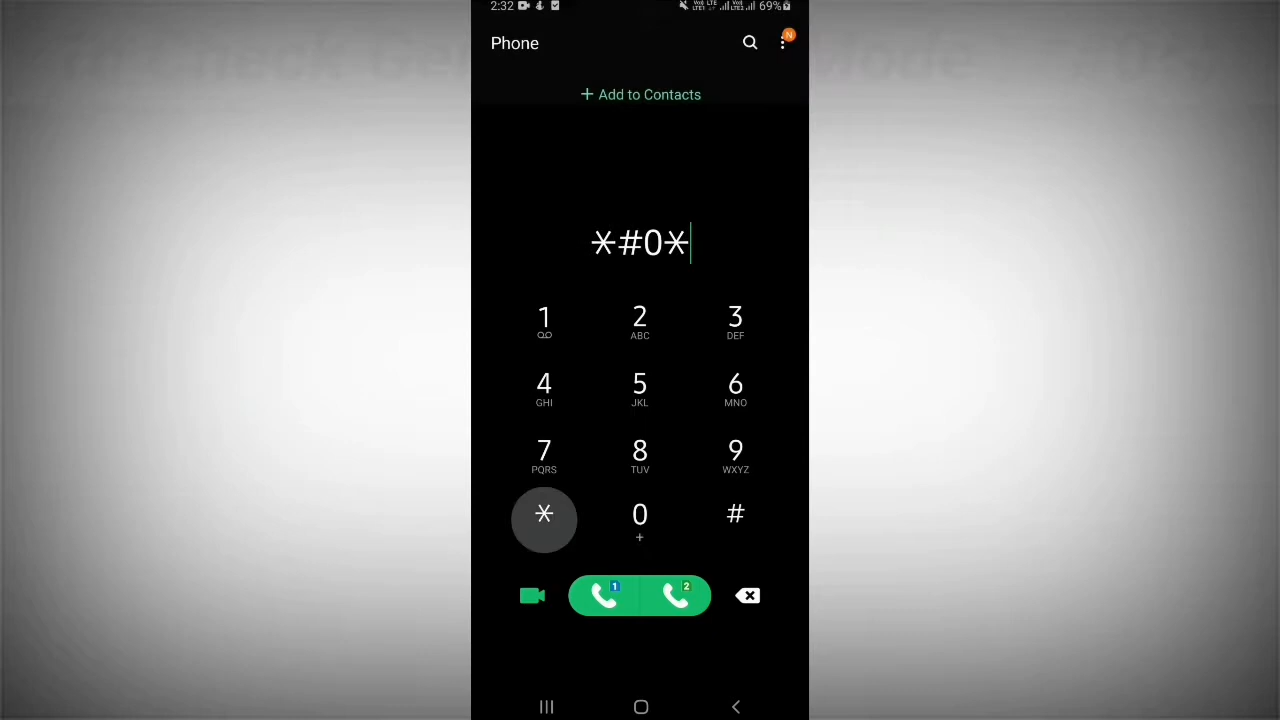 2:32 69%
Phone
N
+ Add to Contacts
*#0*
1 2 3
ABC DEF
4 5 6
GHI JKL MNO
7 8 9
PQRS TUV WXYZ
* 0 #
+
1 2